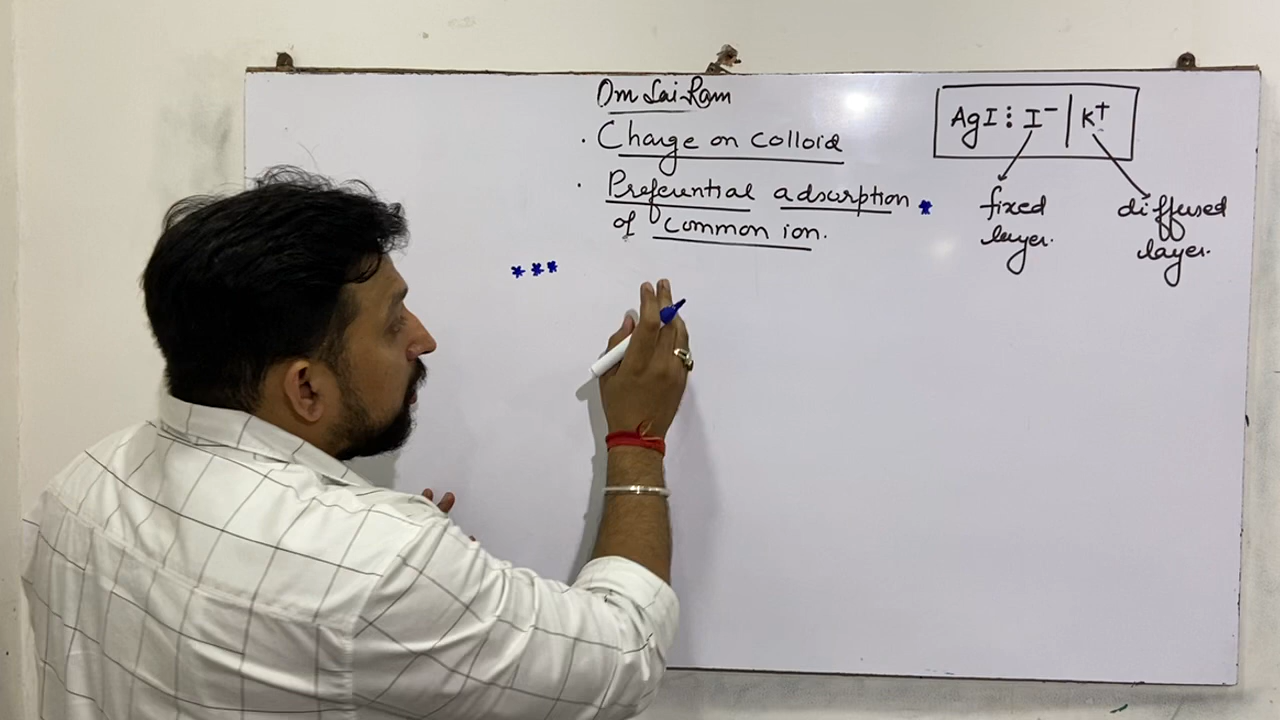 Om Sai Ram
· Charge on Colloid
· Preferential adsorption *
of common ion.
***
AgI ⋮ I⁻ | K⁺
fixed layer.
diffused layer.